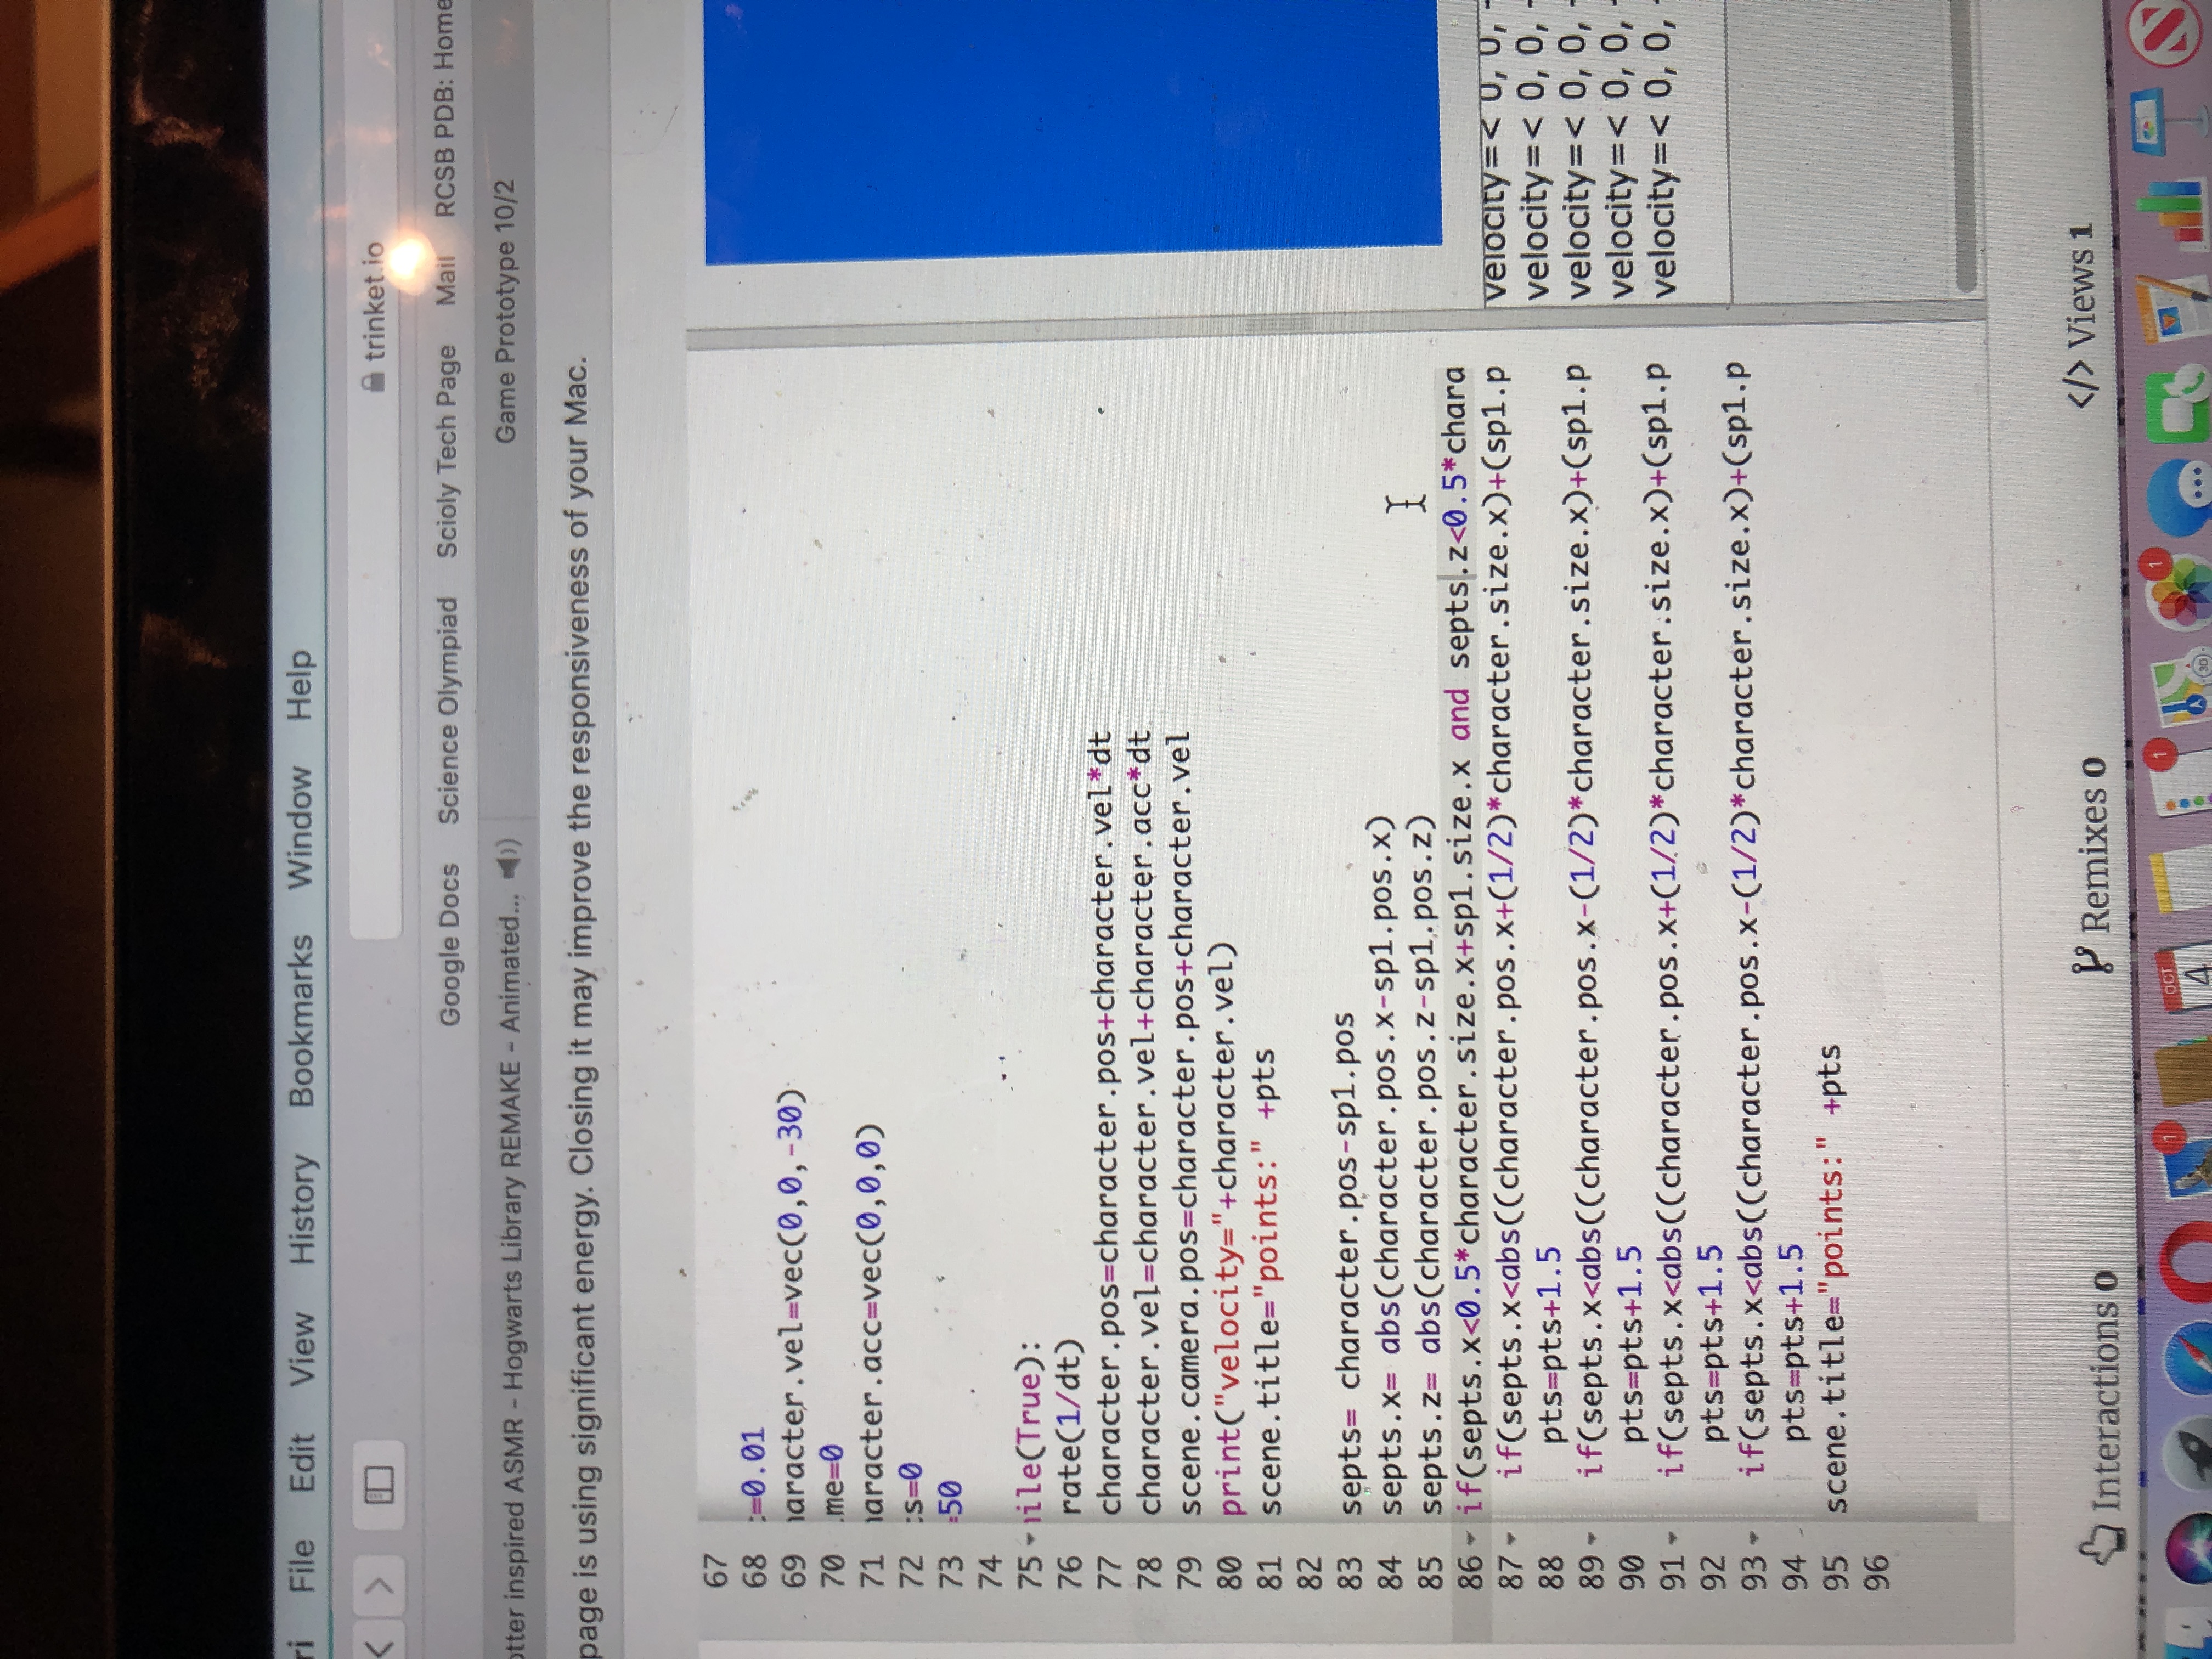 ri File Edit View History Bookmarks Window Help
trinket.io
Google Docs Science Olympiad Scioly Tech Page Mail RCSB PDB: Home
otter inspired ASMR - Hogwarts Library REMAKE - Animated... Game Prototype 10/2
page is using significant energy. Closing it may improve the responsiveness of your Mac.
67
68 :=0.01
69 haracter.vel=vec(0,0,-30)
70 .me=0
71 haracter.acc=vec(0,0,0)
72 :s=0
73 =50
74
75 hile(True):
76 rate(1/dt)
77 character.pos=character.pos+character.vel*dt
78 character.vel=character.vel+character.acc*dt
79 scene.camera.pos=character.pos+character.vel
80 print("velocity="+character.vel)
81 scene.title="points:" +pts
82
83 septs= character.pos-sp1.pos
84 septs.x= abs(character.pos.x-sp1.pos.x)
85 septs.z= abs(character.pos.z-sp1.pos.z)
86 if(septs.x<0.5*character.size.x+sp1.size.x and septs.z<0.5*chara
87 if(septs.x<abs((character.pos.x+(1/2)*character.size.x)+(sp1.p
88 pts=pts+1.5
89 if(septs.x<abs((character.pos.x-(1/2)*character.size.x)+(sp1.p
90 pts=pts+1.5
91 if(septs.x<abs((character.pos.x+(1/2)*character.size.x)+(sp1.p
92 pts=pts+1.5
93 if(septs.x<abs((character.pos.x-(1/2)*character.size.x)+(sp1.p
94 pts=pts+1.5
95 scene.title="points:" +pts
96
velocity=< 0, 0, -
velocity=< 0, 0, -
velocity=< 0, 0, -
velocity=< 0, 0, -
velocity=< 0, 0, -
Interactions 0 Remixes 0 </> Views 1
1 OCT 4 1 3D 1